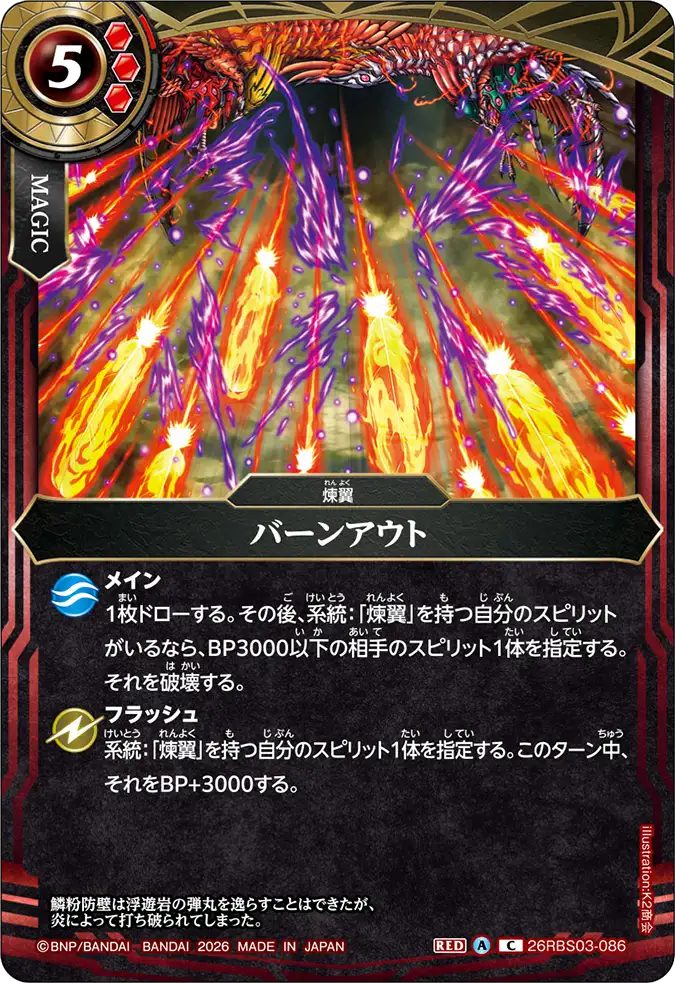 5
MAGIC
れんよく
煉翼
バーンアウト
メイン
1枚ドローする。その後、系統：「煉翼」を持つ自分のスピリット
がいるなら、BP3000以下の相手のスピリット1体を指定する。
それを破壊する。
フラッシュ
系統：「煉翼」を持つ自分のスピリット1体を指定する。このターン中、
それをBP+3000する。
鱗粉防壁は浮遊岩の弾丸を逸らすことはできたが、
炎によって打ち破られてしまった。
illustration:K2商会
©BNP/BANDAI BANDAI 2026 MADE IN JAPAN
RED A C 26RBS03-086